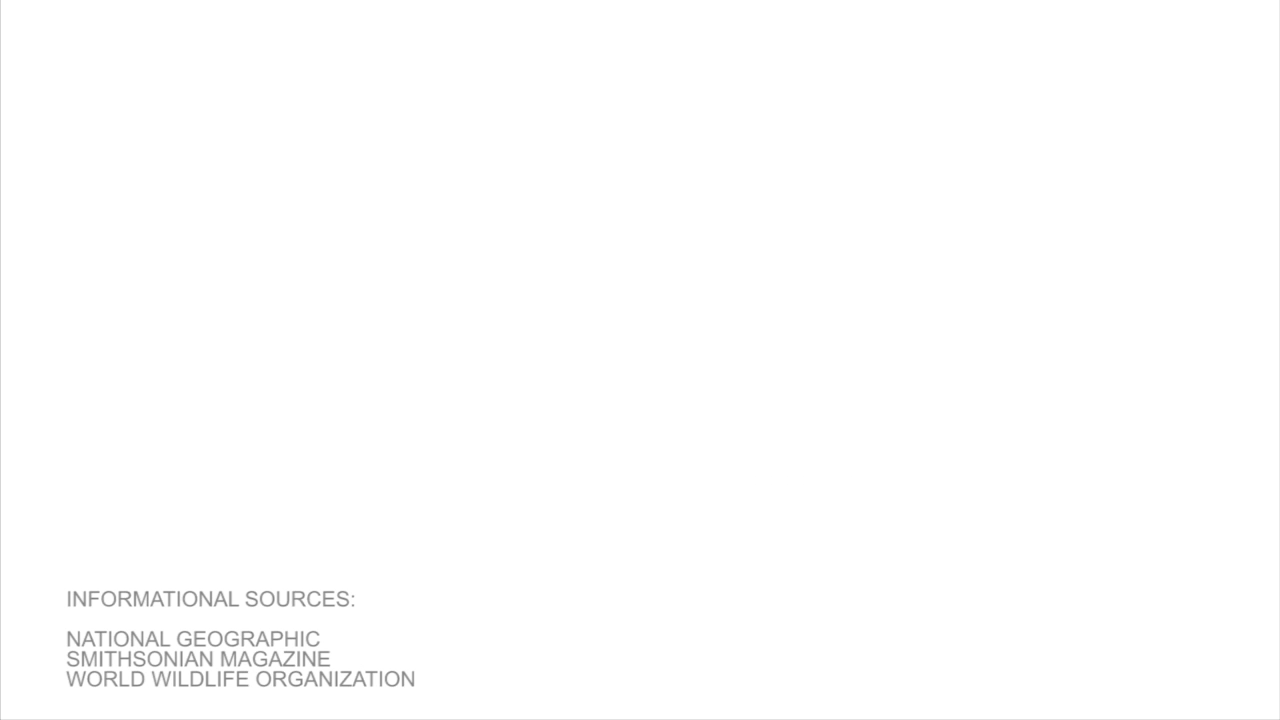 INFORMATIONAL SOURCES:
NATIONAL GEOGRAPHIC
SMITHSONIAN MAGAZINE
WORLD WILDLIFE ORGANIZATION